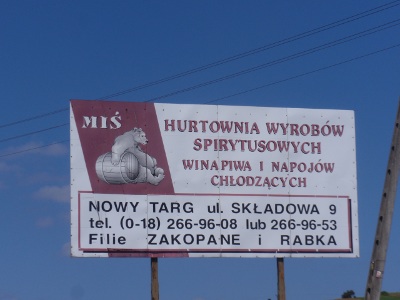 MIŚ
HURTOWNIA WYROBÓW
SPIRYTUSOWYCH
WINA PIWA I NAPOJÓW
CHŁODZĄCYCH
NOWY TARG ul. SKŁADOWA 9
tel. (0-18) 266-96-08 lub 266-96-53
Filie ZAKOPANE i RABKA